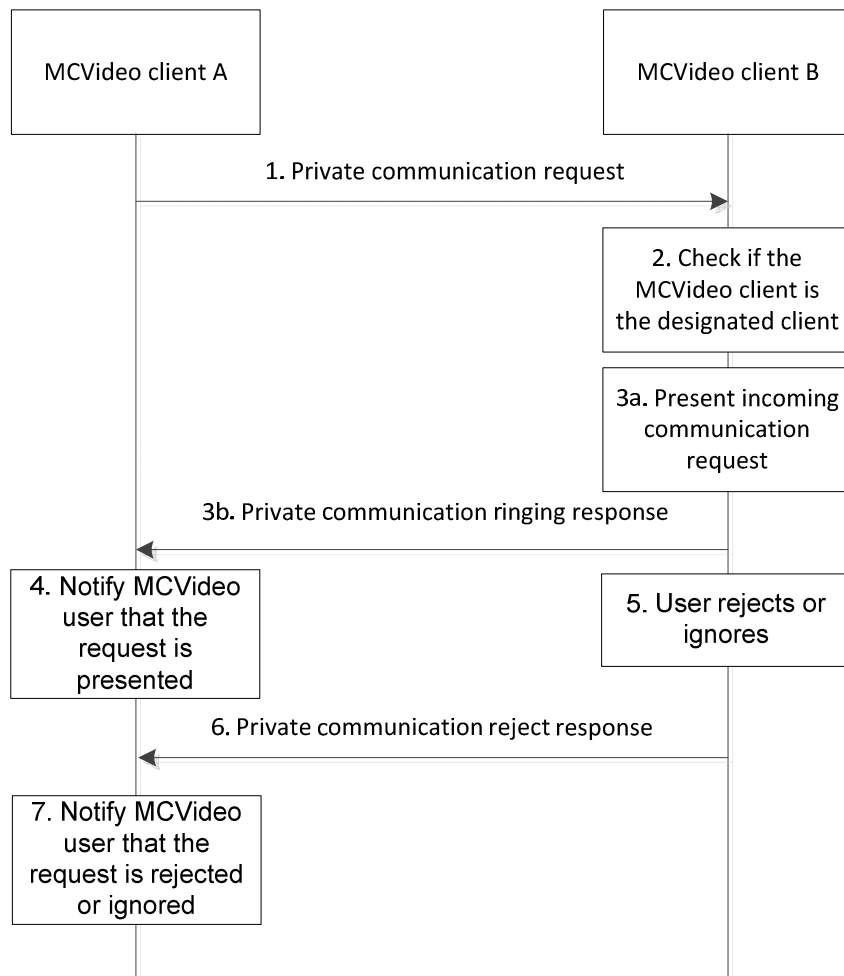 MCVideo client A
MCVideo client B
1. Private communication request
2. Check if the
MCVideo client is
the designated client
3a. Present incoming
communication
request
3b. Private communication ringing response
4. Notify MCVideo
user that the
request is
presented
5. User rejects or
ignores
6. Private communication reject response
7. Notify MCVideo
user that the
request is rejected
or ignored